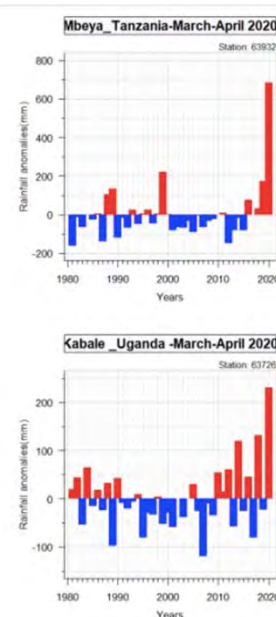 Mbeya_Tanzania-March-April 2020
Station: 63932
Rainfall anomalies(mm)
800
600
400
200
0
-200
1980
1990
2000
2010
2020
Years
Kabale _Uganda -March-April 2020
Station: 63726
Rainfall anomalies(mm)
200
100
0
-100
1980
1990
2000
2010
2020
Years